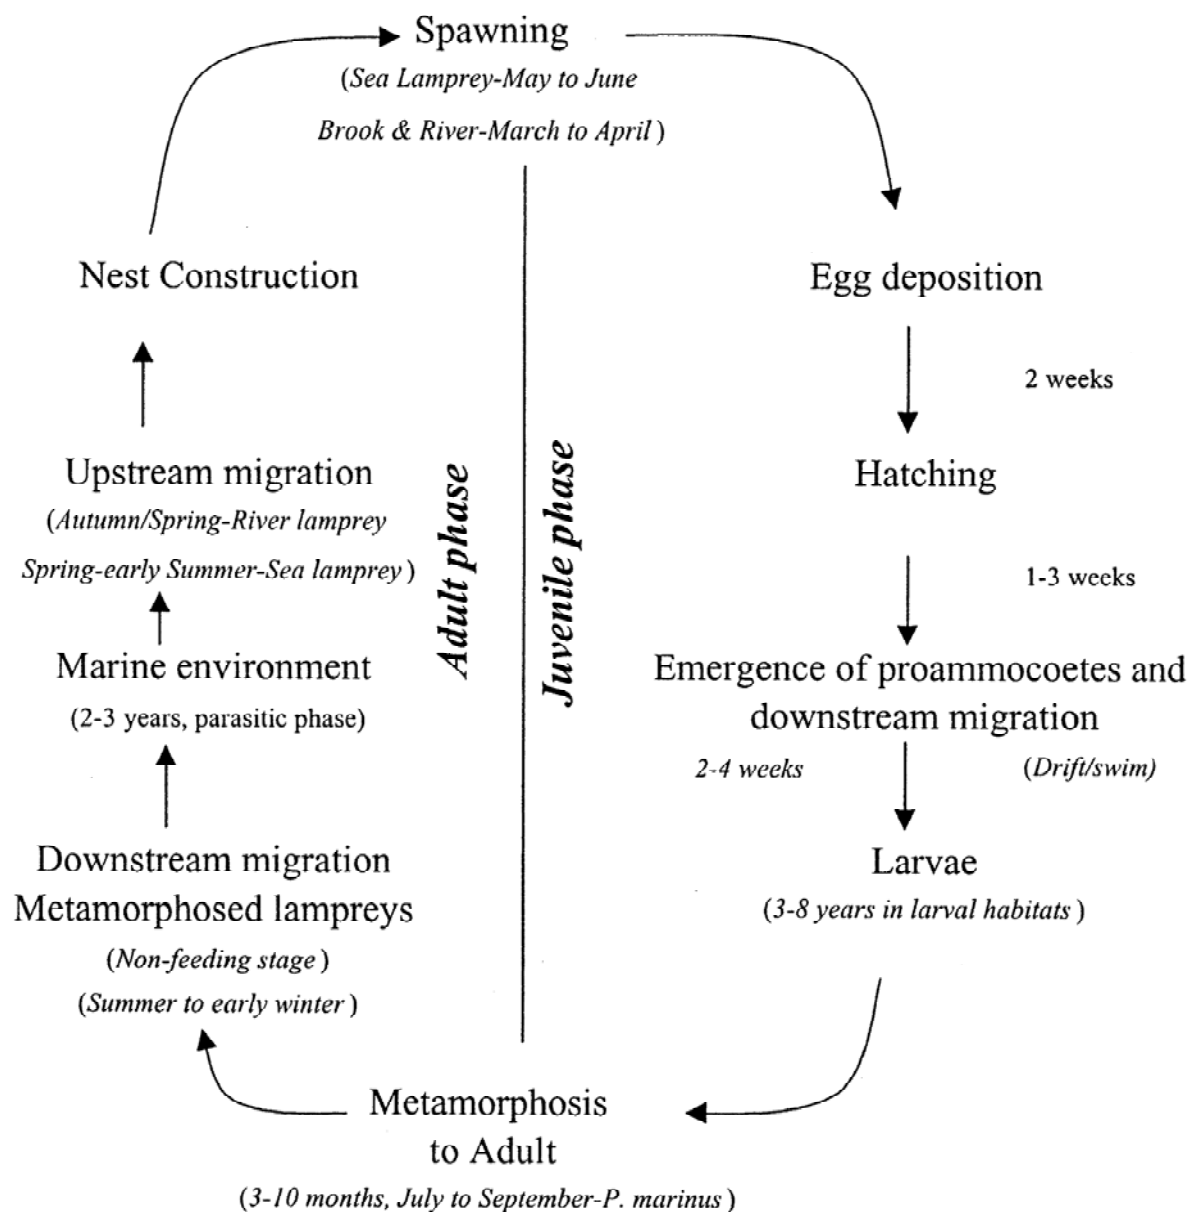 Spawning
(Sea Lamprey-May to June
Brook & River-March to April)
Nest Construction
Egg deposition
2 weeks
Upstream migration
(Autumn/Spring-River lamprey
Spring-early Summer-Sea lamprey)
Hatching
Adult phase
Juvenile phase
1-3 weeks
Marine environment
(2-3 years, parasitic phase)
Emergence of proammocoetes and
downstream migration
2-4 weeks
(Drift/swim)
Downstream migration
Metamorphosed lampreys
(Non-feeding stage)
(Summer to early winter)
Larvae
(3-8 years in larval habitats)
Metamorphosis
to Adult
(3-10 months, July to September-P. marinus)